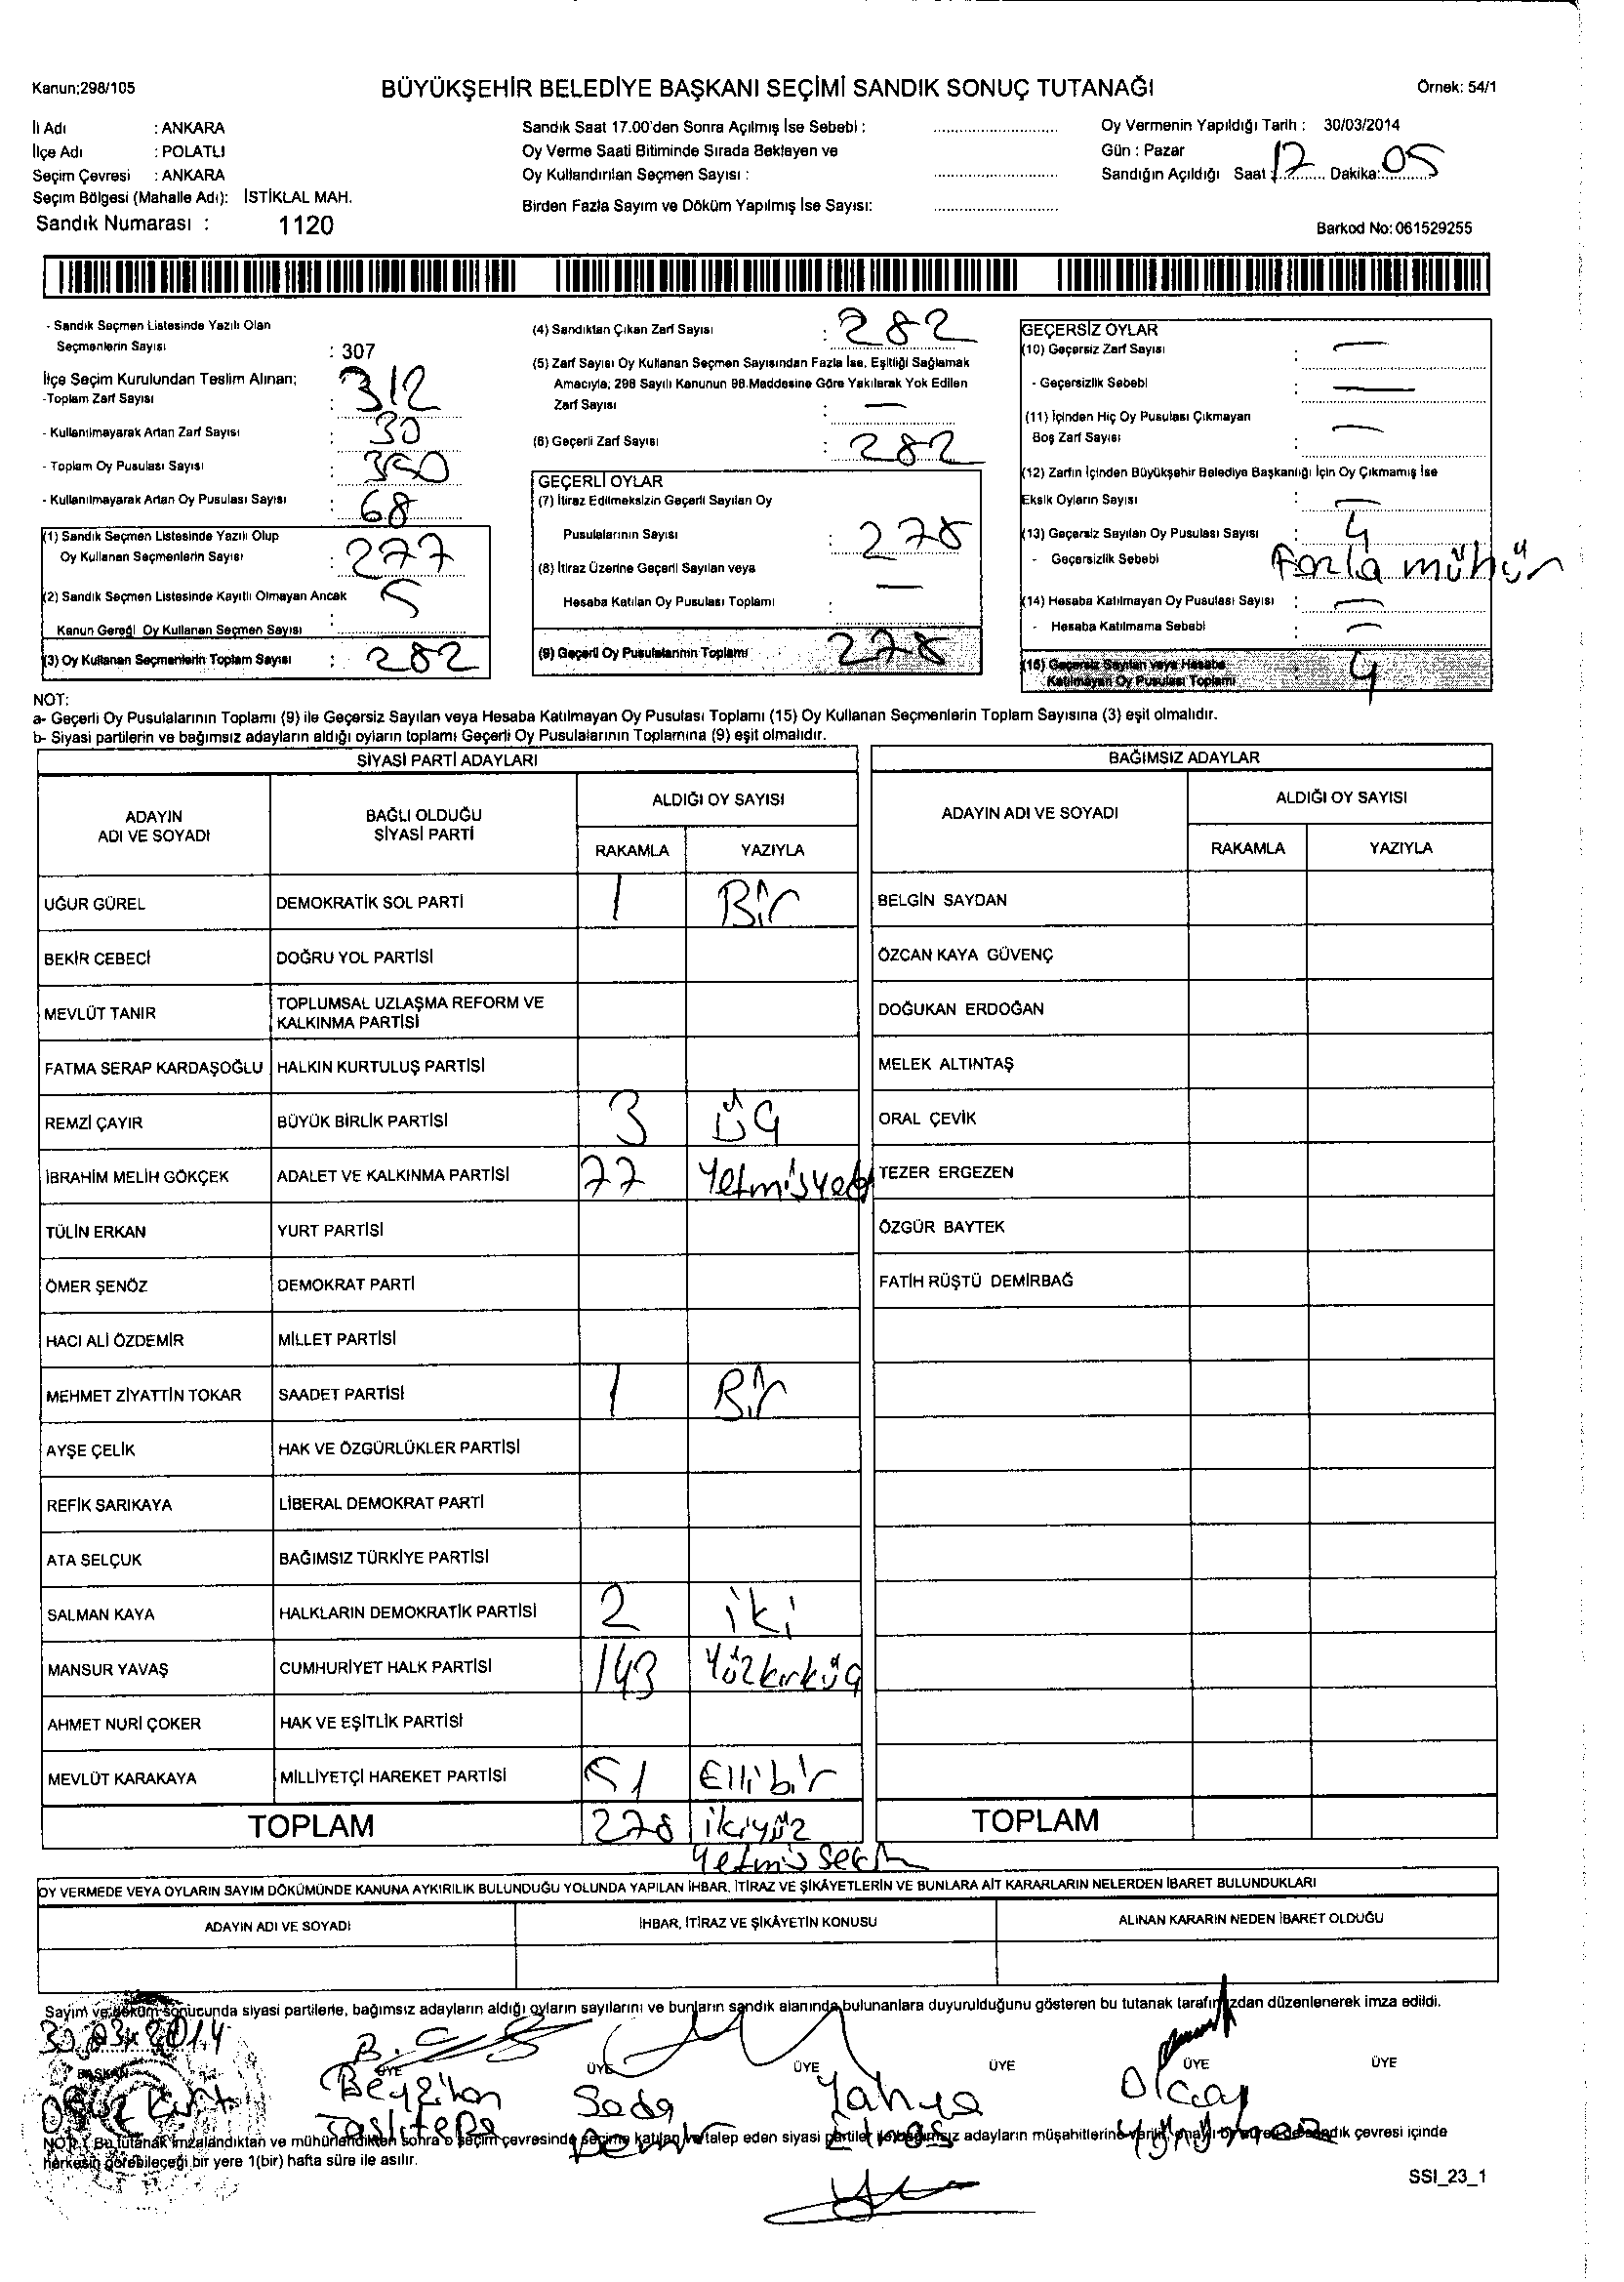 Kanun;298/105
BÜYÜKŞEHİR BELEDİYE BAŞKANI SEÇİMİ SANDIK SONUÇ TUTANAĞI
Örnek: 54/1
İli Adı : ANKARA
İlçe Adı : POLATLI
Seçim Çevresi : ANKARA
Seçim Bölgesi (Mahalle Adı): İSTİKLAL MAH.
Sandık Numarası : 1120
Sandık Saat 17.00'den Sonra Açılmış İse Sebebi :
Oy Verme Saati Bitiminde Sırada Bekleyen ve
Oy Kullandırılan Seçmen Sayısı :
Birden Fazla Sayım ve Döküm Yapılmış İse Sayısı:
Oy Vermenin Yapıldığı Tarih : 30/03/2014
Gün : Pazar
Sandığın Açıldığı Saat : 17 Dakika: 05
Barkod No: 061529255
- Sandık Seçmen Listesinde Yazılı Olan
Seçmenlerin Sayısı : 307
İlçe Seçim Kurulundan Teslim Alınan;
-Toplam Zarf Sayısı : 312
- Kullanılmayarak Artan Zarf Sayısı : 30
- Toplam Oy Pusulası Sayısı : 350
- Kullanılmayarak Artan Oy Pusulası Sayısı : 68
(1) Sandık Seçmen Listesinde Yazılı Olup
Oy Kullanan Seçmenlerin Sayısı : 277
(2) Sandık Seçmen Listesinde Kayıtlı Olmayan Ancak
Kanun Gereği Oy Kullanan Seçmen Sayısı : 5
(3) Oy Kullanan Seçmenlerin Toplam Sayısı : 282
(4) Sandıktan Çıkan Zarf Sayısı : 282
(5) Zarf Sayısı Oy Kullanan Seçmen Sayısından Fazla İse, Eşitliği Sağlamak
Amacıyla; 298 Sayılı Kanunun 98.Maddesine Göre Yakılarak Yok Edilen
Zarf Sayısı : —
(6) Geçerli Zarf Sayısı : 282
GEÇERLİ OYLAR
(7) İtiraz Edilmeksizin Geçerli Sayılan Oy
Pusulalarının Sayısı : 278
(8) İtiraz Üzerine Geçerli Sayılan veya
Hesaba Katılan Oy Pusulası Toplamı : —
(9) Geçerli Oy Pusulalarının Toplamı 278
GEÇERSİZ OYLAR
(10) Geçersiz Zarf Sayısı : —
- Geçersizlik Sebebi : —
(11) İçinden Hiç Oy Pusulası Çıkmayan
Boş Zarf Sayısı : —
(12) Zarfın İçinden Büyükşehir Belediye Başkanlığı İçin Oy Çıkmamış İse
Eksik Oyların Sayısı : —
(13) Geçersiz Sayılan Oy Pusulası Sayısı : 4
- Geçersizlik Sebebi Fazla mühür
(14) Hesaba Katılmayan Oy Pusulası Sayısı : —
- Hesaba Katılmama Sebebi : —
(15) Geçersiz Sayılan veya Hesaba
Katılmayan Oy Pusulası Toplamı : 4
NOT:
a- Geçerli Oy Pusulalarının Toplamı (9) ile Geçersiz Sayılan veya Hesaba Katılmayan Oy Pusulası Toplamı (15) Oy Kullanan Seçmenlerin Toplam Sayısına (3) eşit olmalıdır.
b- Siyasi partilerin ve bağımsız adayların aldığı oyların toplamı Geçerli Oy Pusulalarının Toplamına (9) eşit olmalıdır.
SİYASİ PARTİ ADAYLARI
ADAYIN ADI VE SOYADI
BAĞLI OLDUĞU SİYASİ PARTİ
ALDIĞI OY SAYISI
RAKAMLA YAZIYLA
UĞUR GÜREL DEMOKRATİK SOL PARTİ 1 Bir
BEKİR CEBECİ DOĞRU YOL PARTİSİ
MEVLÜT TANIR TOPLUMSAL UZLAŞMA REFORM VE
KALKINMA PARTİSİ
FATMA SERAP KARDAŞOĞLU HALKIN KURTULUŞ PARTİSİ
REMZİ ÇAYIR BÜYÜK BİRLİK PARTİSİ 3 Üç
İBRAHİM MELİH GÖKÇEK ADALET VE KALKINMA PARTİSİ 77 Yetmişyedi
TÜLİN ERKAN YURT PARTİSİ
ÖMER ŞENÖZ DEMOKRAT PARTİ
HACI ALİ ÖZDEMİR MİLLET PARTİSİ
MEHMET ZİYATTİN TOKAR SAADET PARTİSİ 1 Bir
AYŞE ÇELİK HAK VE ÖZGÜRLÜKLER PARTİSİ
REFİK SARIKAYA LİBERAL DEMOKRAT PARTİ
ATA SELÇUK BAĞIMSIZ TÜRKİYE PARTİSİ
SALMAN KAYA HALKLARIN DEMOKRATİK PARTİSİ 2 iki
MANSUR YAVAŞ CUMHURİYET HALK PARTİSİ 143 Yüzkırküç
AHMET NURİ ÇOKER HAK VE EŞİTLİK PARTİSİ
MEVLÜT KARAKAYA MİLLİYETÇİ HAREKET PARTİSİ 51 Ellibir
TOPLAM 278 ikiyüz
Yetmiş sekiz
BAĞIMSIZ ADAYLAR
ADAYIN ADI VE SOYADI
ALDIĞI OY SAYISI
RAKAMLA YAZIYLA
BELGİN SAYDAN
ÖZCAN KAYA GÜVENÇ
DOĞUKAN ERDOĞAN
MELEK ALTINTAŞ
ORAL ÇEVİK
TEZER ERGEZEN
ÖZGÜR BAYTEK
FATİH RÜŞTÜ DEMİRBAĞ
TOPLAM
OY VERMEDE VEYA OYLARIN SAYIM DÖKÜMÜNDE KANUNA AYKIRILIK BULUNDUĞU YOLUNDA YAPILAN İHBAR, İTİRAZ VE ŞİKÂYETLERİN VE BUNLARA AİT KARARLARIN NELERDEN İBARET BULUNDUKLARI
ADAYIN ADI VE SOYADI
İHBAR, İTİRAZ VE ŞİKÂYETİN KONUSU
ALINAN KARARIN NEDEN İBARET OLDUĞU
Sayım ve döküm sonucunda siyasi partilerle, bağımsız adayların aldığı oyların sayılarını ve bunların sandık alanında bulunanlara duyurulduğunu gösteren bu tutanak tarafımızdan düzenlenerek imza edildi.
30.03.2014
BAŞKAN ÜYE ÜYE ÜYE ÜYE ÜYE ÜYE
Beyzihan Seda Yahya Olcay
Taşlıtepe
NOT : Bu tutanak imzalandıktan ve mühürlendikten sonra o seçim çevresinde seçime katılan ve talep eden siyasi partiler ile bağımsız adayların müşahitlerine verilir, onaylı bir sureti de sandık çevresi içinde
herkesin görebileceği bir yere 1(bir) hafta süre ile asılır.
SSI_23_1